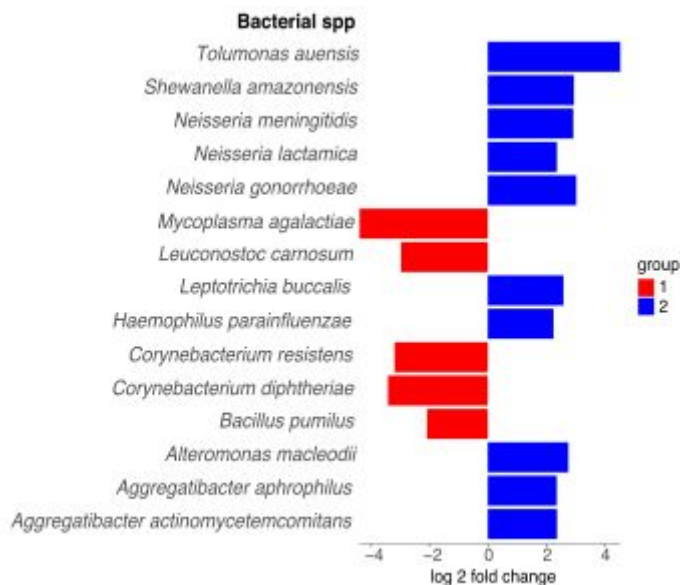 Bacterial spp
Tolumonas auensis
Shewanella amazonensis
Neisseria meningitidis
Neisseria lactamica
Neisseria gonorrhoeae
Mycoplasma agalactiae
Leuconostoc carnosum
Leptotrichia buccalis
Haemophilus parainfluenzae
Corynebacterium resistens
Corynebacterium diphtheriae
Bacillus pumilus
Alteromonas macleodii
Aggregatibacter aphrophilus
Aggregatibacter actinomycetemcomitans
group
1
2
−4 −2 0 2 4
log 2 fold change